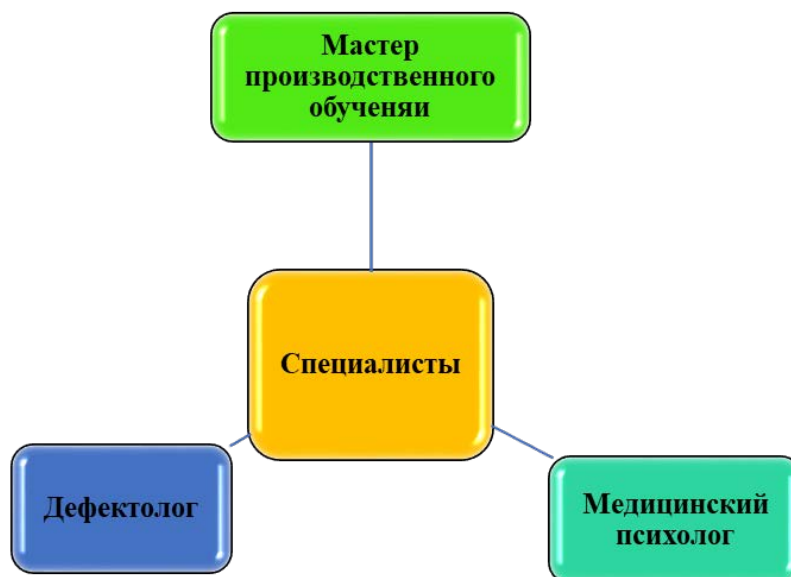 Мастер
производственного
обученяи
Специалисты
Дефектолог
Медицинский
психолог